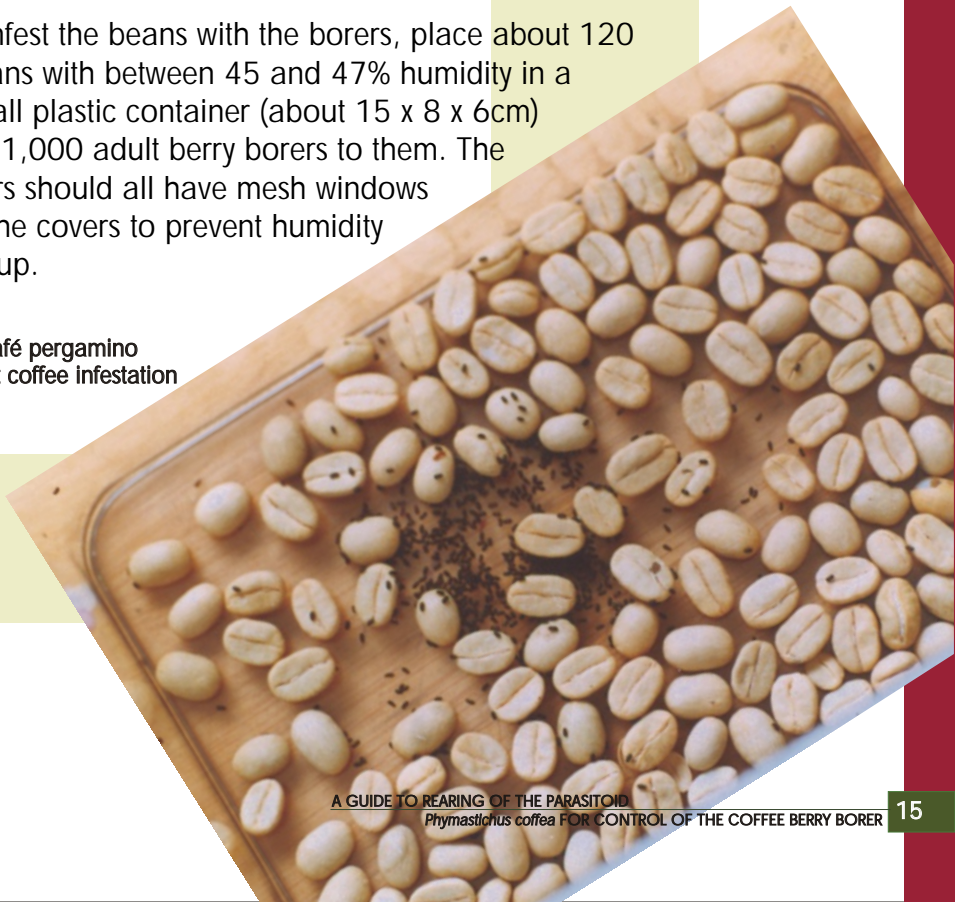 nfest the beans with the borers, place about 120
ans with between 45 and 47% humidity in a
all plastic container (about 15 x 8 x 6cm)
1,000 adult berry borers to them. The
rs should all have mesh windows
he covers to prevent humidity
up.
afé pergamino
t coffee infestation
A GUIDE TO REARING OF THE PARASITOID
Phymastichus coffea FOR CONTROL OF THE COFFEE BERRY BORER
15